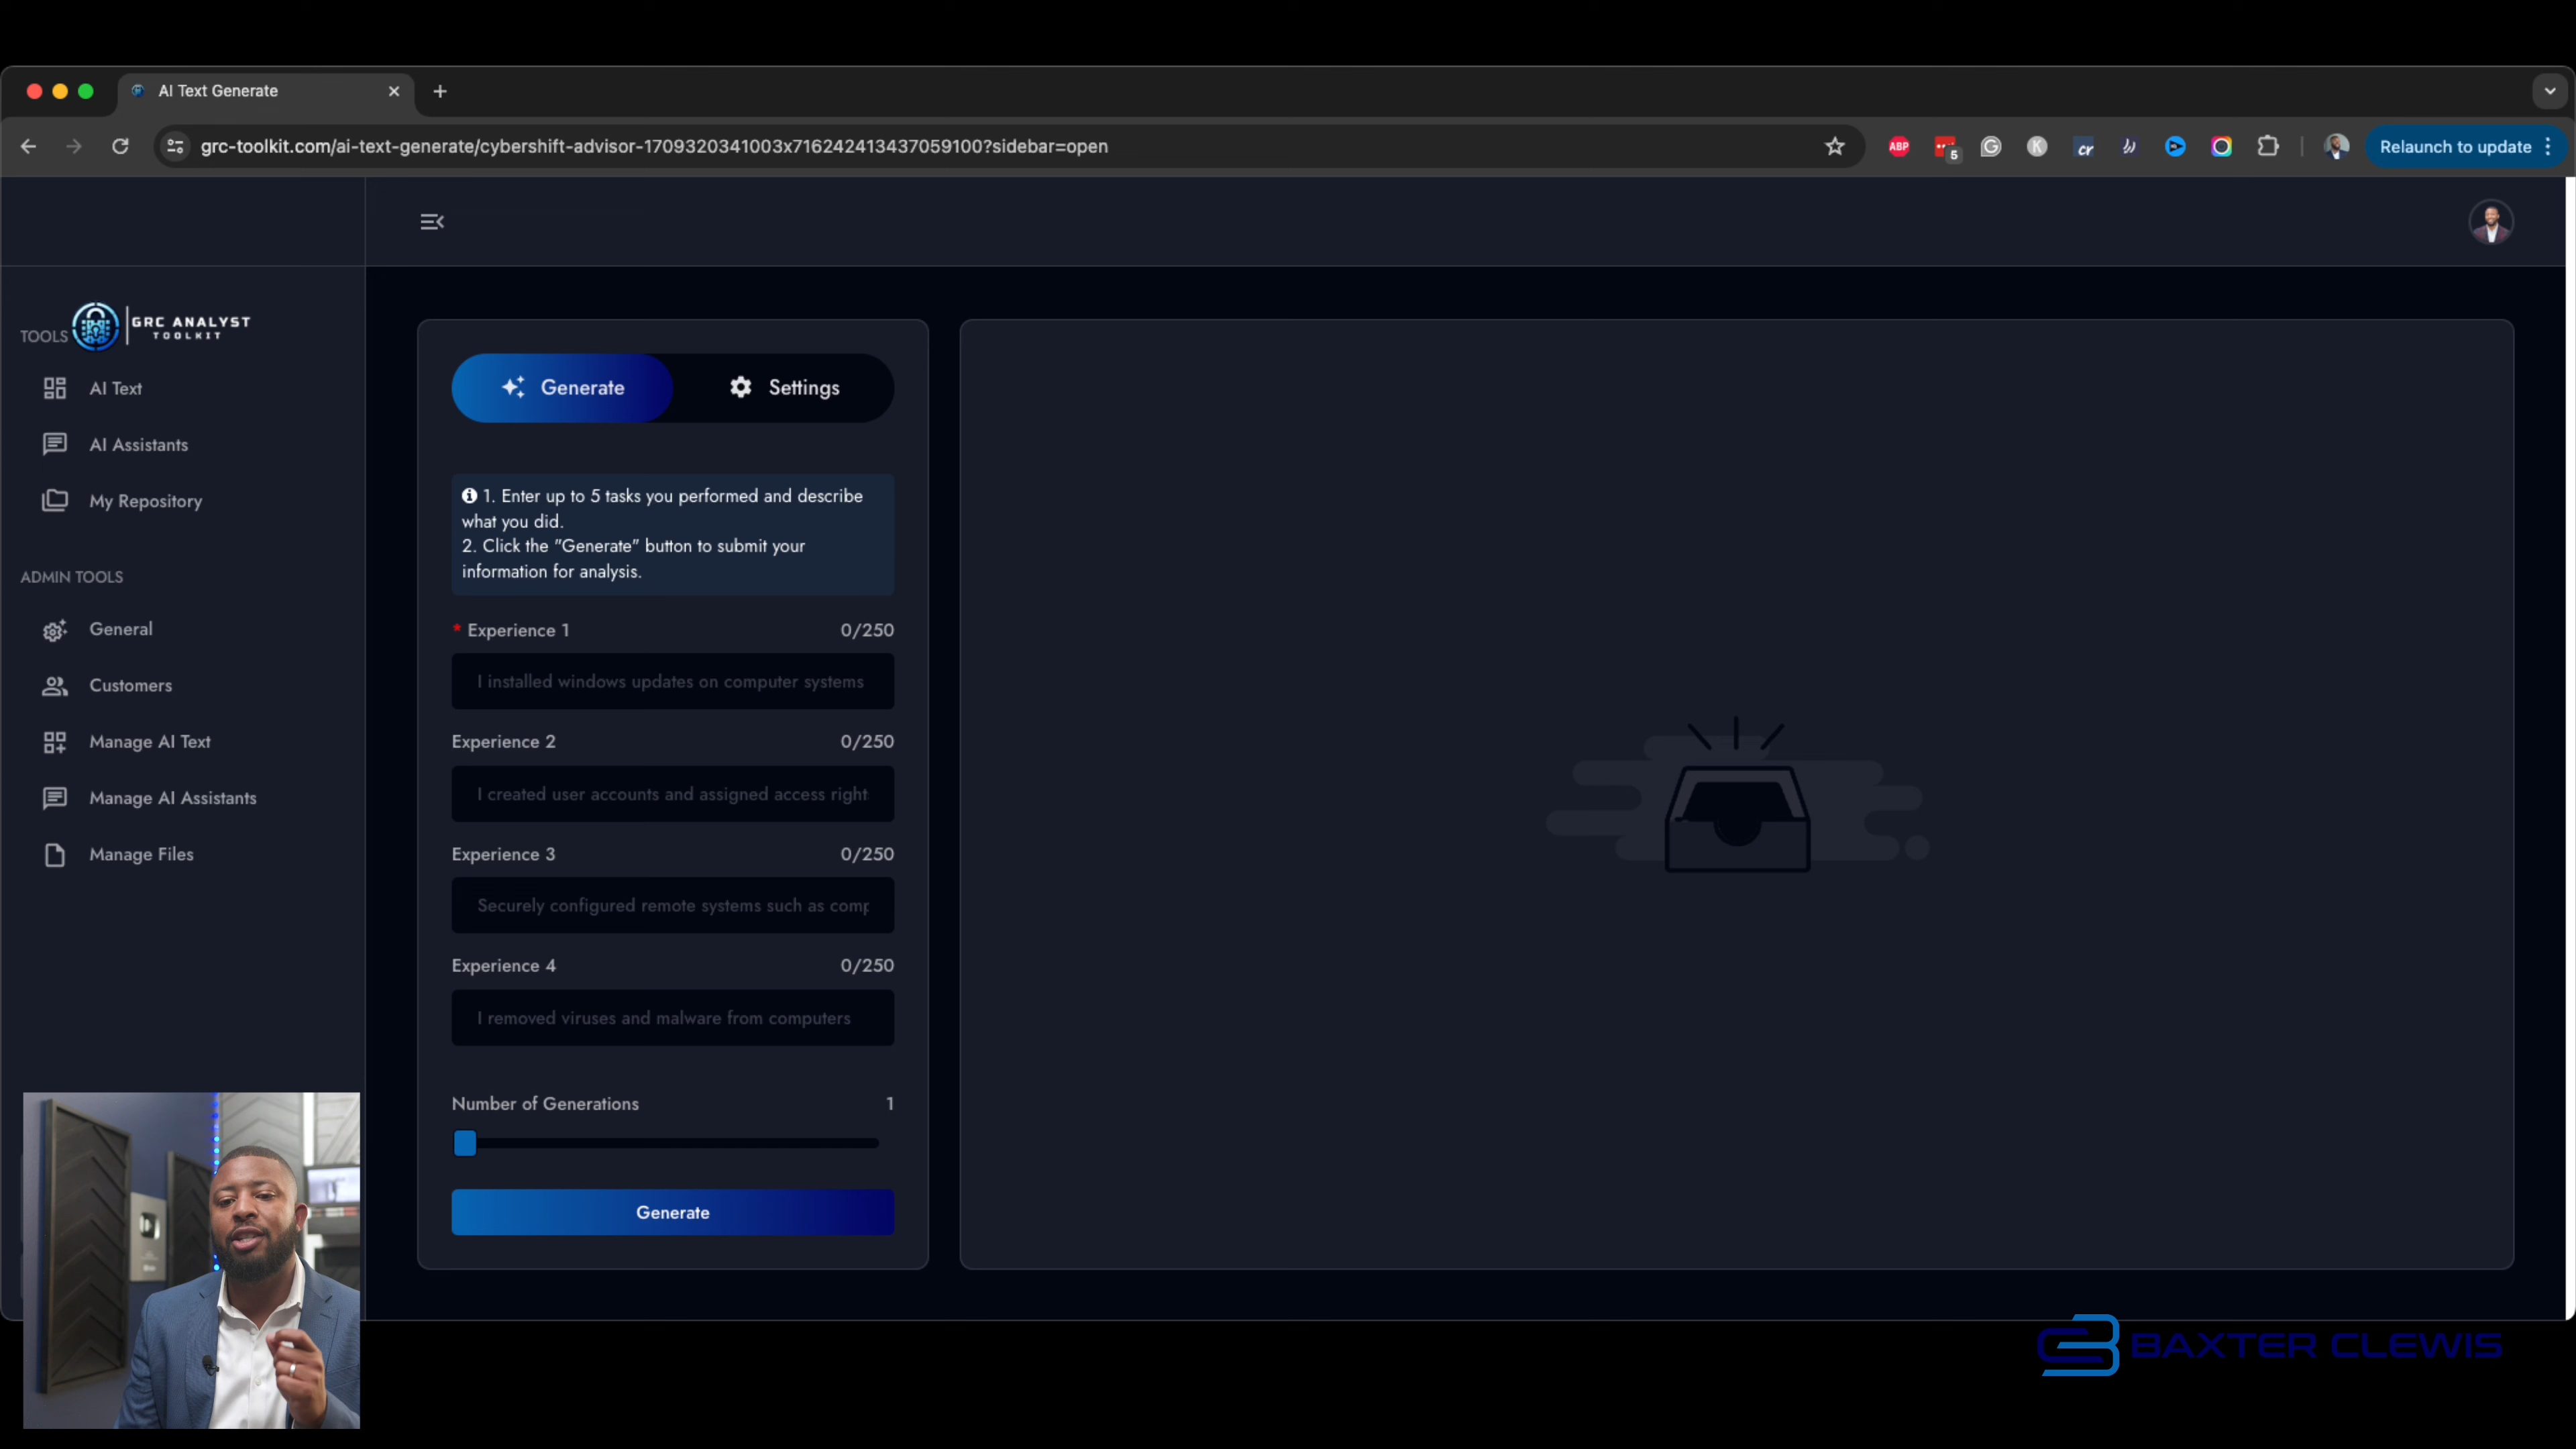 AI Text Generate
grc-toolkit.com/ai-text-generate/cybershift-advisor-1709320341003x716242413437059100?sidebar=open
ABP
5
K
cr
Relaunch to update
TOOLS
GRC ANALYST
TOOLKIT
AI Text
AI Assistants
My Repository
ADMIN TOOLS
General
Customers
Manage AI Text
Manage AI Assistants
Manage Files
Generate
Settings
1. Enter up to 5 tasks you performed and describe
what you did.
2. Click the "Generate" button to submit your
information for analysis.
* Experience 1 0/250
I installed windows updates on computer systems
Experience 2 0/250
I created user accounts and assigned access right
Experience 3 0/250
Securely configured remote systems such as comp
Experience 4 0/250
I removed viruses and malware from computers
Number of Generations 1
Generate
BAXTER CLEWIS